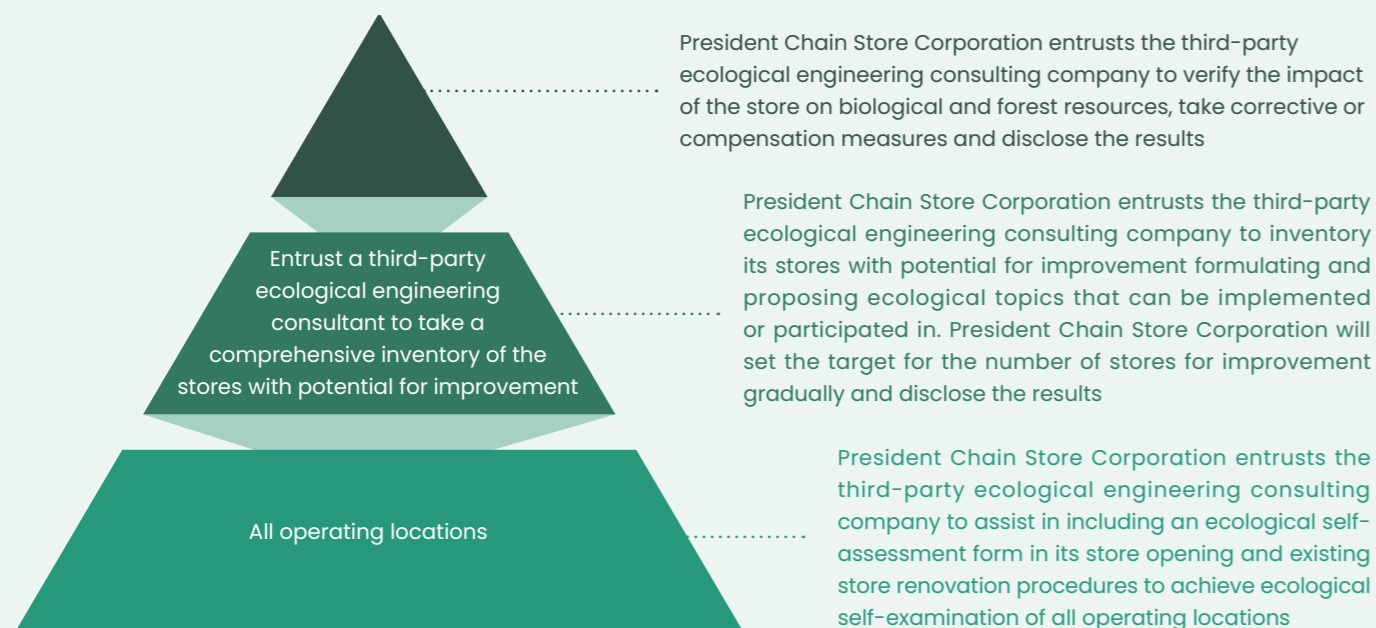 President Chain Store Corporation entrusts the third-party
ecological engineering consulting company to verify the impact
of the store on biological and forest resources, take corrective or
compensation measures and disclose the results
Entrust a third-party
ecological engineering
consultant to take a
comprehensive inventory of the
stores with potential for improvement
President Chain Store Corporation entrusts the third-party
ecological engineering consulting company to inventory
its stores with potential for improvement formulating and
proposing ecological topics that can be implemented
or participated in. President Chain Store Corporation will
set the target for the number of stores for improvement
gradually and disclose the results
All operating locations
President Chain Store Corporation entrusts the
third-party ecological engineering consulting
company to assist in including an ecological self-
assessment form in its store opening and existing
store renovation procedures to achieve ecological
self-examination of all operating locations